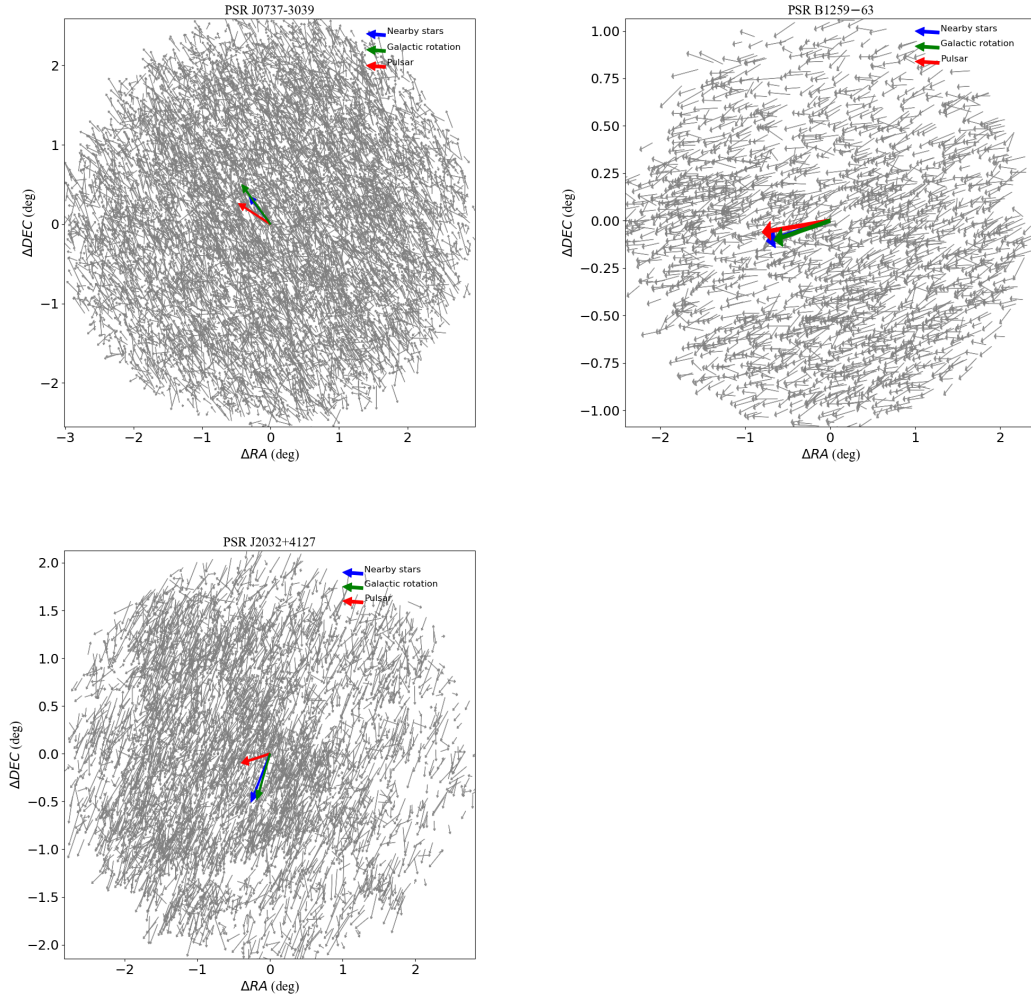 PSR J0737-3039
Nearby stars
Galactic rotation
Pulsar
2
1
0
−1
−2
ΔDEC (deg)
−3 −2 −1 0 1 2
ΔRA (deg)
PSR B1259−63
Nearby stars
Galactic rotation
Pulsar
1.00
0.75
0.50
0.25
0.00
−0.25
−0.50
−0.75
−1.00
ΔDEC (deg)
−2 −1 0 1 2
ΔRA (deg)
PSR J2032+4127
Nearby stars
Galactic rotation
Pulsar
2.0
1.5
1.0
0.5
0.0
−0.5
−1.0
−1.5
−2.0
ΔDEC (deg)
−2 −1 0 1 2
ΔRA (deg)